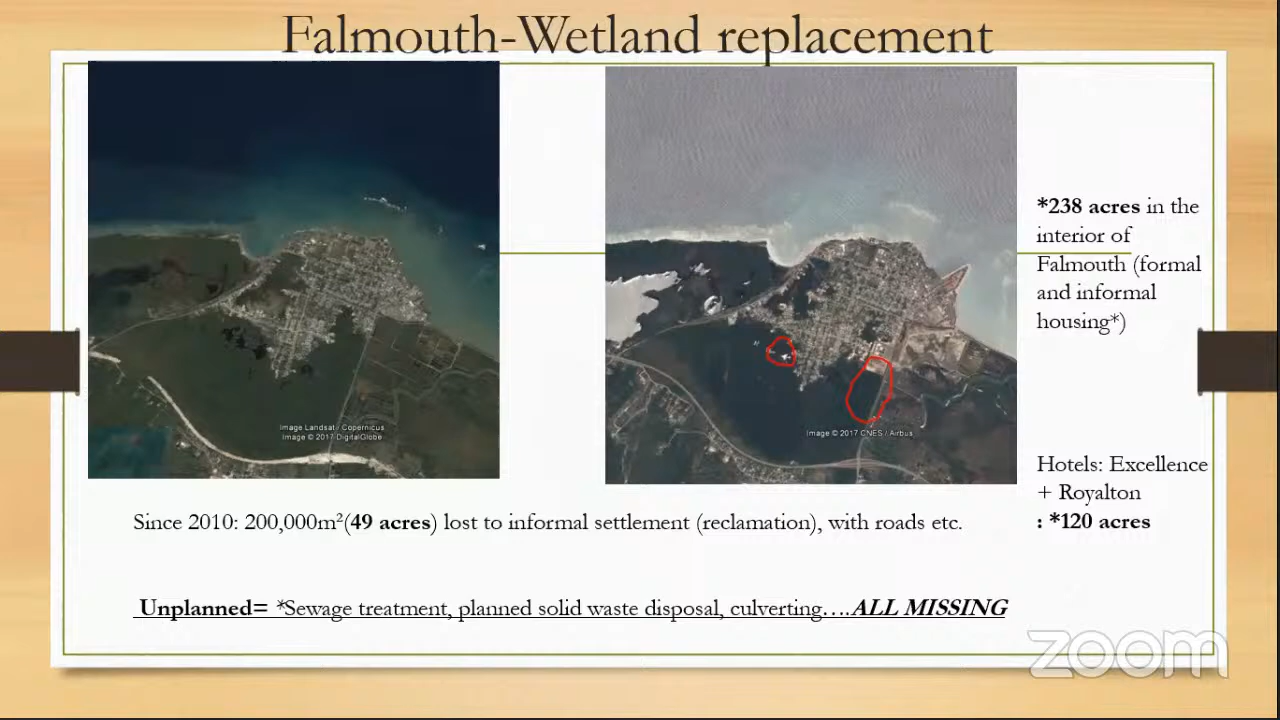 Falmouth-Wetland replacement
Image Landsat / Copernicus
Image © 2017 DigitalGlobe
Image © 2017 CNES / Airbus
*238 acres in the
interior of
Falmouth (formal
and informal
housing*)
Hotels: Excellence
+ Royalton
: *120 acres
Since 2010: 200,000m²(49 acres) lost to informal settlement (reclamation), with roads etc.
Unplanned= *Sewage treatment, planned solid waste disposal, culverting….ALL MISSING
zoom